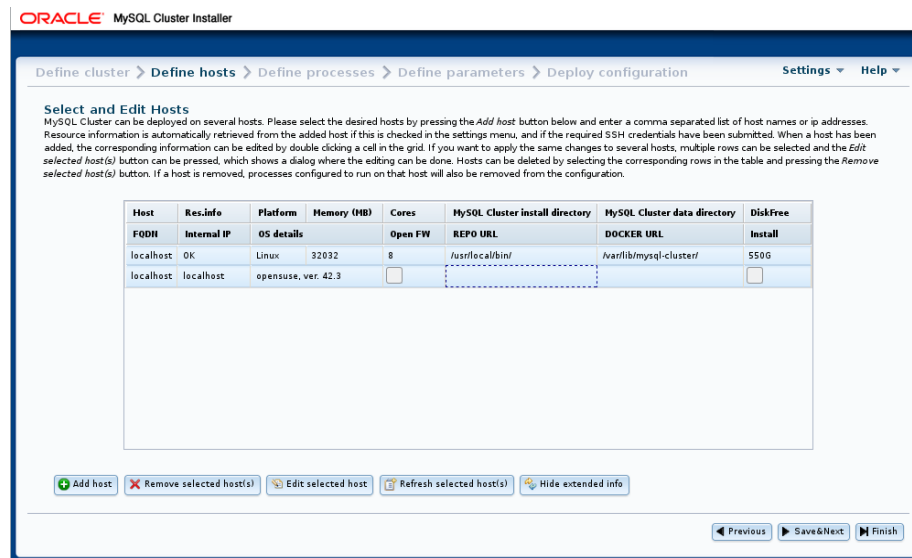 ORACLE® MySQL Cluster Installer
Define cluster Define hosts Define processes Define parameters Deploy configuration Settings Help
Select and Edit Hosts
MySQL Cluster can be deployed on several hosts. Please select the desired hosts by pressing the Add host button below and enter a comma separated list of host names or ip addresses.
Resource information is automatically retrieved from the added host if this is checked in the settings menu, and if the required SSH credentials have been submitted. When a host has been
added, the corresponding information can be edited by double clicking a cell in the grid. If you want to apply the same changes to several hosts, multiple rows can be selected and the Edit
selected host(s) button can be pressed, which shows a dialog where the editing can be done. Hosts can be deleted by selecting the corresponding rows in the table and pressing the Remove
selected host(s) button. If a host is removed, processes configured to run on that host will also be removed from the configuration.
Host Res.info Platform Memory (MB) Cores MySQL Cluster install directory MySQL Cluster data directory DiskFree
FQDN Internal IP OS details Open FW REPO URL DOCKER URL Install
localhost OK Linux 32032 8 /usr/local/bin/ /var/lib/mysql-cluster/ 550G
localhost localhost opensuse, ver. 42.3
Add host Remove selected host(s) Edit selected host Refresh selected host(s) Hide extended info
Previous Save&Next Finish